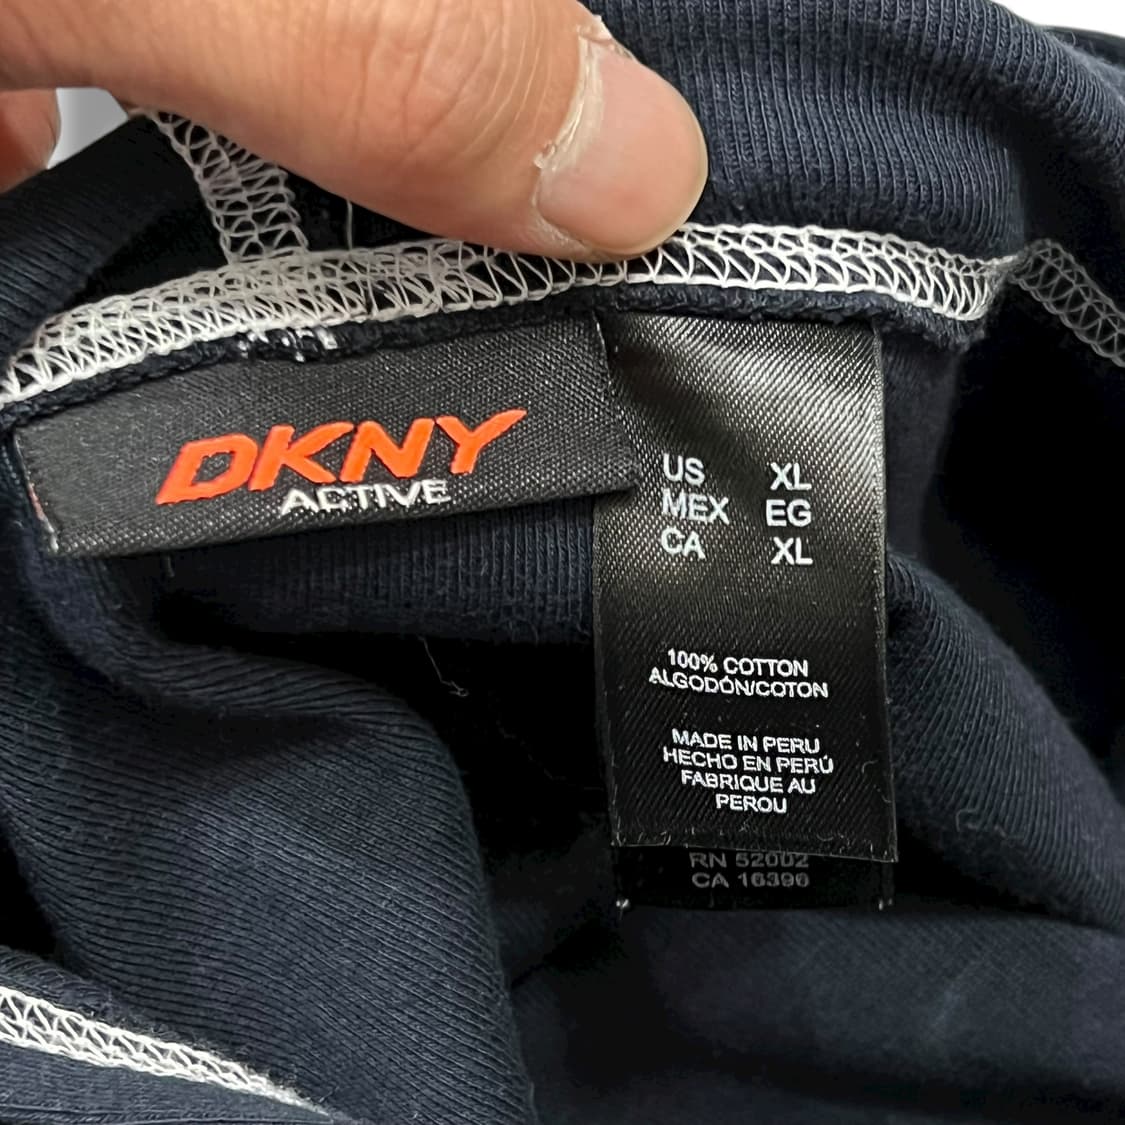 DKNY
ACTIVE
US XL
MEX EG
CA XL
100% COTTON
ALGODÓN/COTON
MADE IN PERU
HECHO EN PERÚ
FABRIQUE AU
PEROU
RN 52002
CA 16396